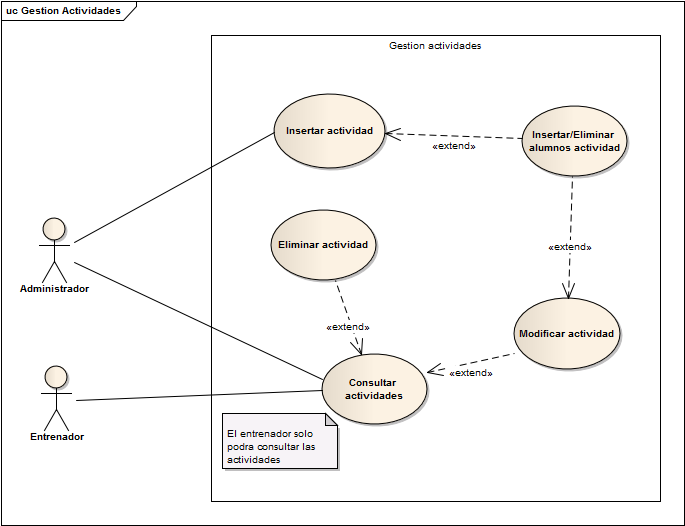 uc Gestion Actividades
Gestion actividades
Insertar actividad
«extend»
Insertar/Eliminar
alumnos actividad
Eliminar actividad
«extend»
Administrador
«extend»
Modificar actividad
«extend»
Consultar
actividades
Entrenador
El entrenador solo
podra consultar las
actividades